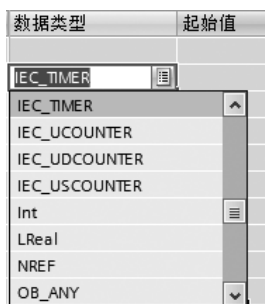 数据类型 起始值
IEC_TIMER
IEC_TIMER
IEC_UCOUNTER
IEC_UDCOUNTER
IEC_USCOUNTER
Int
LReal
NREF
OB_ANY